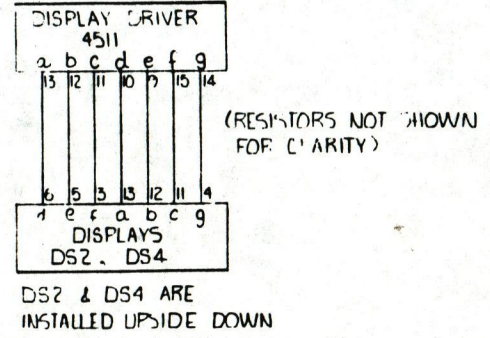 DISPLAY DRIVER
4511
a b c d e f g
13 12 11 10 9 15 14
(RESISTORS NOT SHOWN
FOR CLARITY)
6 5 3 13 12 11 4
d e f a b c g
DISPLAYS
DS2, DS4
DS2 & DS4 ARE
INSTALLED UPSIDE DOWN